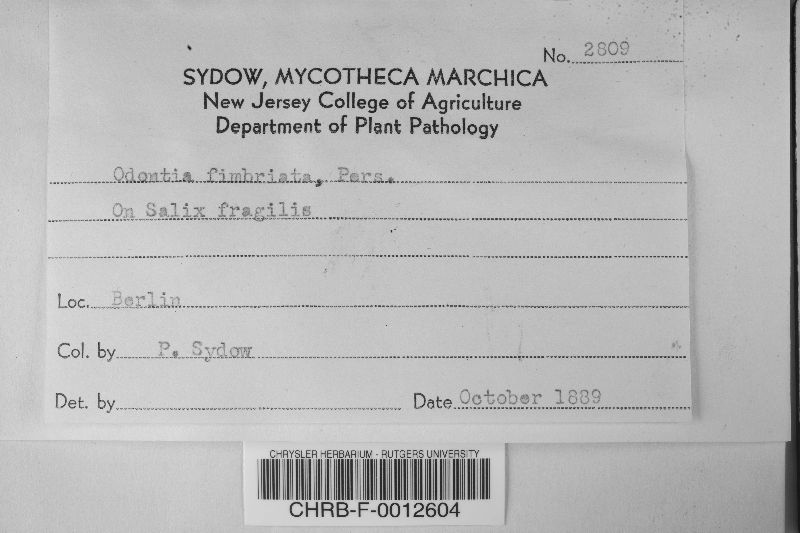 No. 2809
SYDOW, MYCOTHECA MARCHICA
New Jersey College of Agriculture
Department of Plant Pathology
Odontia fimbriata, Pers.
On Salix fragilis
Loc. Berlin
Col. by P. Sydow
Det. by Date October 1889
CHRYSLER HERBARIUM - RUTGERS UNIVERSITY
CHRB-F-0012604